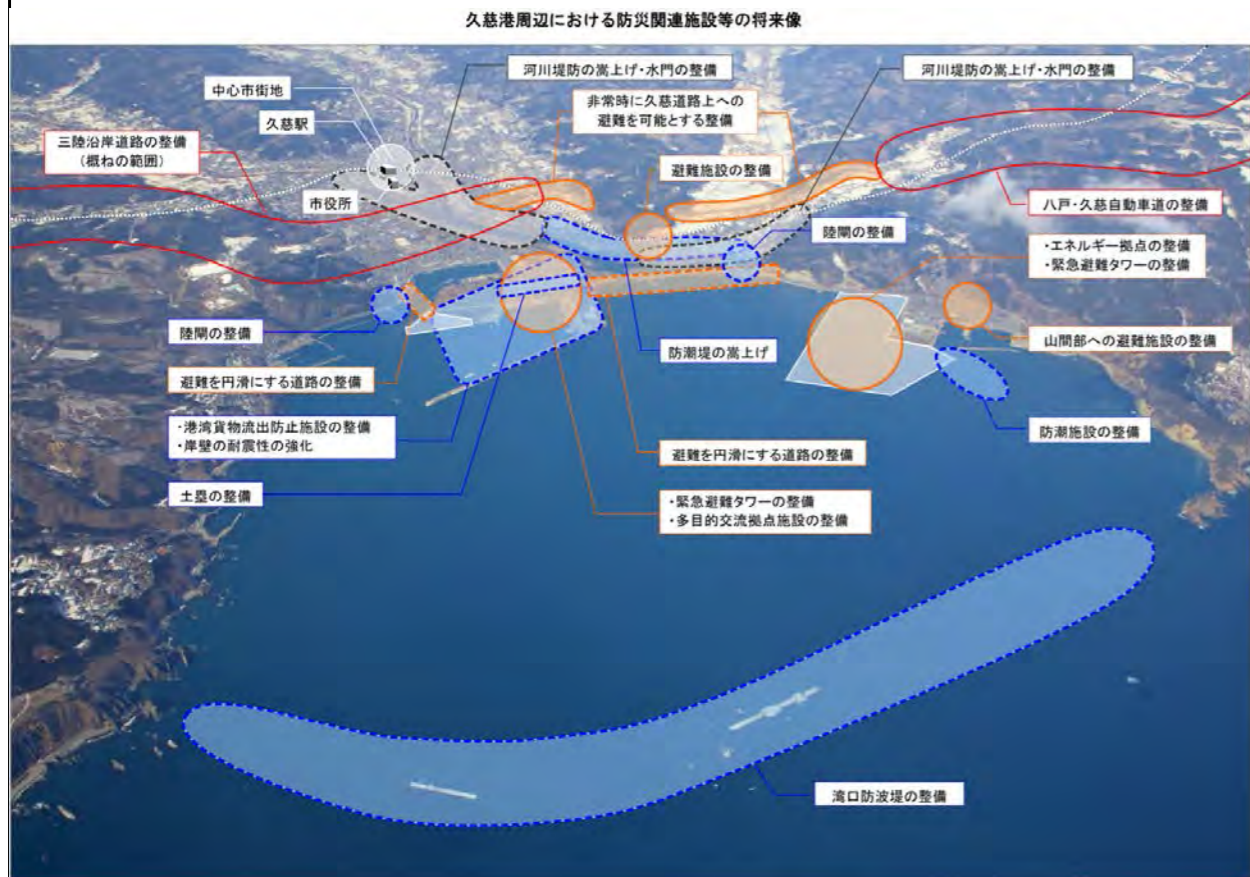 久慈港周辺における防災関連施設等の将来像
河川堤防の嵩上げ・水門の整備
河川堤防の嵩上げ・水門の整備
中心市街地
久慈駅
非常時に久慈道路上への
避難を可能とする整備
三陸沿岸道路の整備
(概ねの範囲)
避難施設の整備
市役所
八戸・久慈自動車道の整備
陸閘の整備
・エネルギー拠点の整備
・緊急避難タワーの整備
陸閘の整備
防潮堤の嵩上げ
山間部への避難施設の整備
避難を円滑にする道路の整備
・港湾貨物流出防止施設の整備
・岸壁の耐震性の強化
防潮施設の整備
避難を円滑にする道路の整備
土塁の整備
・緊急避難タワーの整備
・多目的交流拠点施設の整備
湾口防波堤の整備